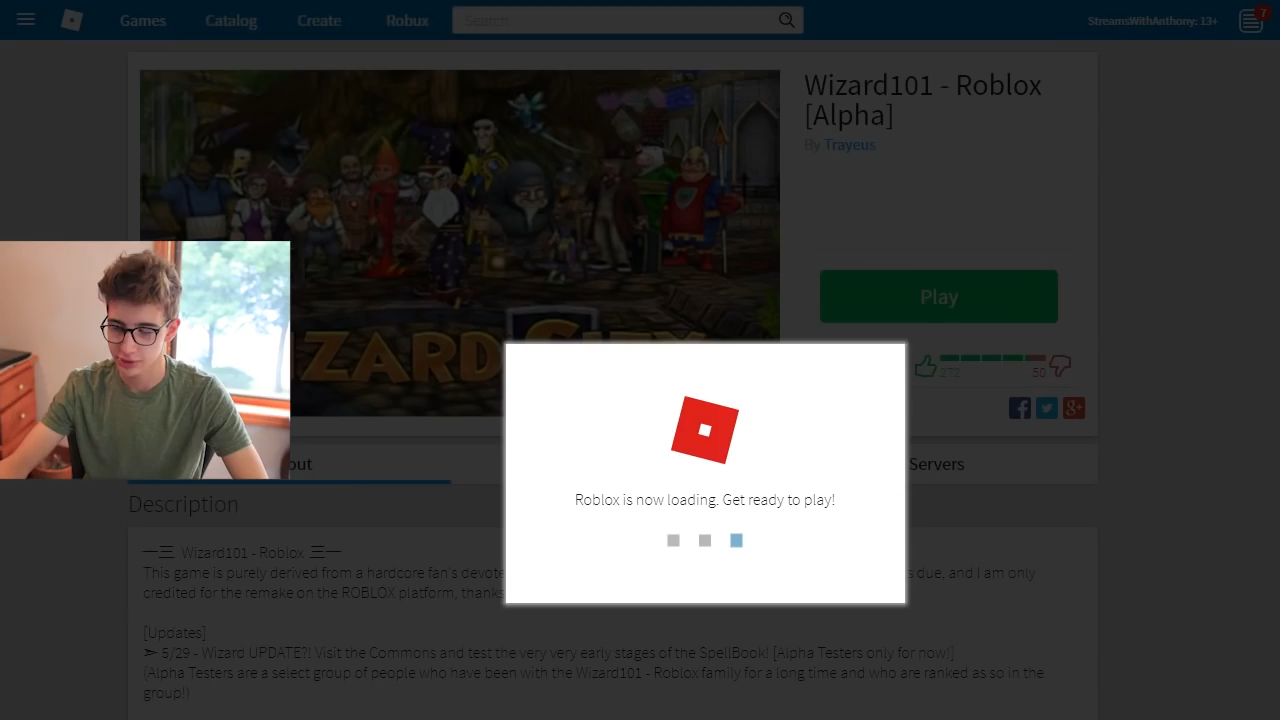 Games Catalog Create Robux Search StreamsWithAnthony: 13+ 7
Wizard101 - Roblox
[Alpha]
By Trayeus
Play
272 50
Roblox is now loading. Get ready to play!
Servers
Description
Wizard101 - Roblox
This game is purely derived from a hardcore fan's s due, and I am only
credited for the remake on the ROBLOX platform, thanks
[Updates]
➣ 5/29 - Wizard UPDATE?! Visit the Commons and test the very very early stages of the SpellBook! [Alpha Testers only for now!]
(Alpha Testers are a select group of people who have been with the Wizard101 - Roblox family for a long time and who are ranked as so in the
group!)